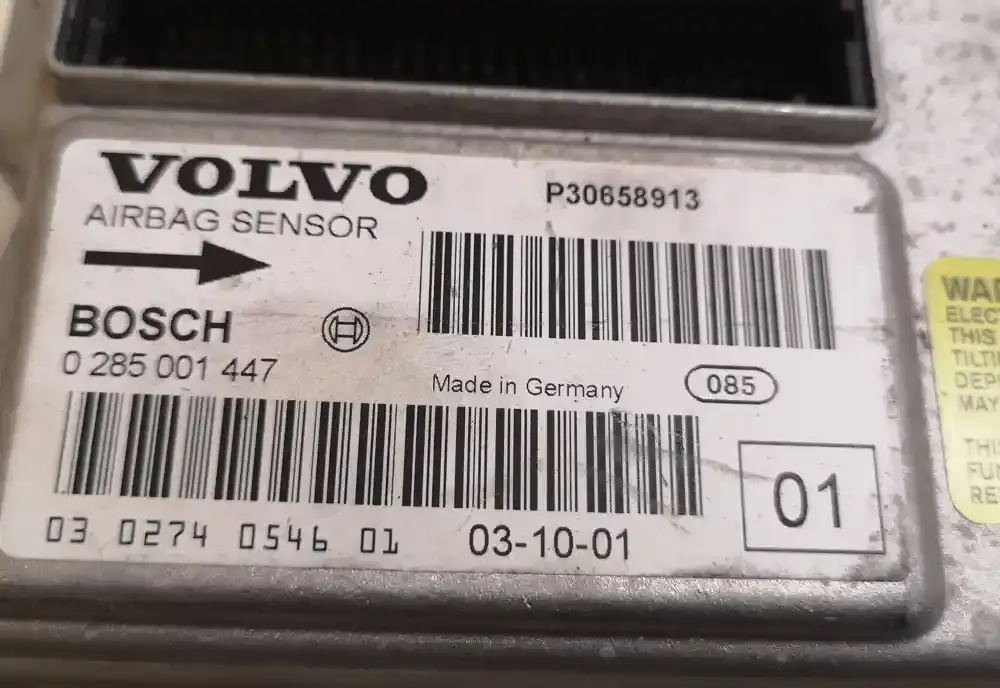 VOLVO
P30658913
AIRBAG SENSOR
BOSCH
0 285 001 447
Made in Germany
085
01
03 0274 0546 01
03-10-01
THIS